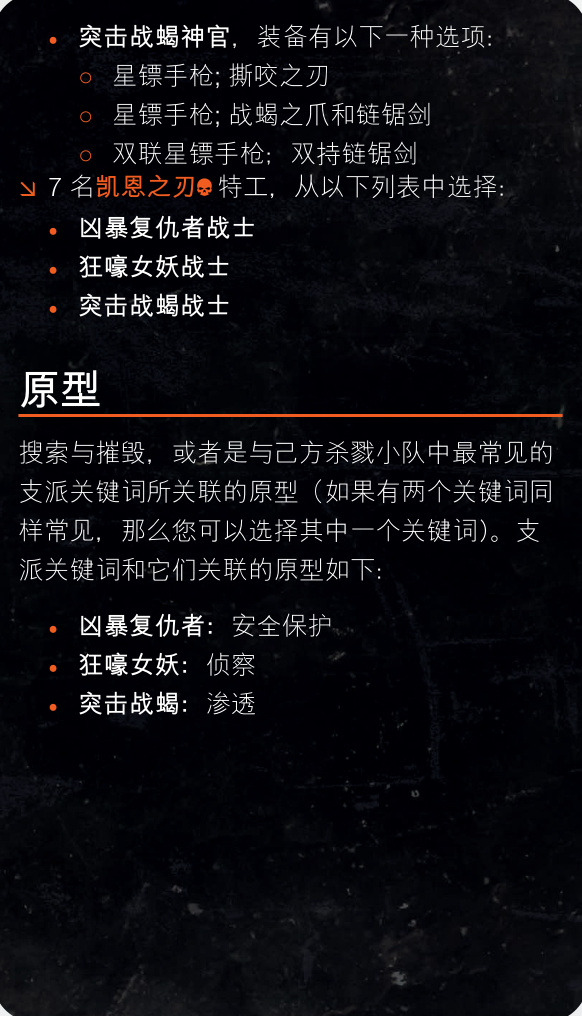 • 突击战蝎神官，装备有以下一种选项：
○ 星镖手枪; 撕咬之刃
○ 星镖手枪; 战蝎之爪和链锯剑
○ 双联星镖手枪； 双持链锯剑
↘ 7 名凯恩之刃💀特工，从以下列表中选择：
• 凶暴复仇者战士
• 狂嚎女妖战士
• 突击战蝎战士
原型
搜索与摧毁，或者是与己方杀戮小队中最常见的
支派关键词所关联的原型（如果有两个关键词同
样常见，那么您可以选择其中一个关键词)。支
派关键词和它们关联的原型如下：
• 凶暴复仇者：安全保护
• 狂嚎女妖：侦察
• 突击战蝎：渗透